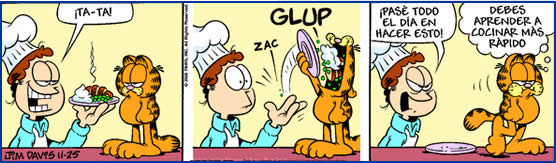 ¡TA-TA!
JIM DAVIS 11-25
ZAC
GLUP
¡PASÉ TODO
EL DÍA EN
HACER ESTO!
DEBES
APRENDER A
COCINAR MÁS
RÁPIDO